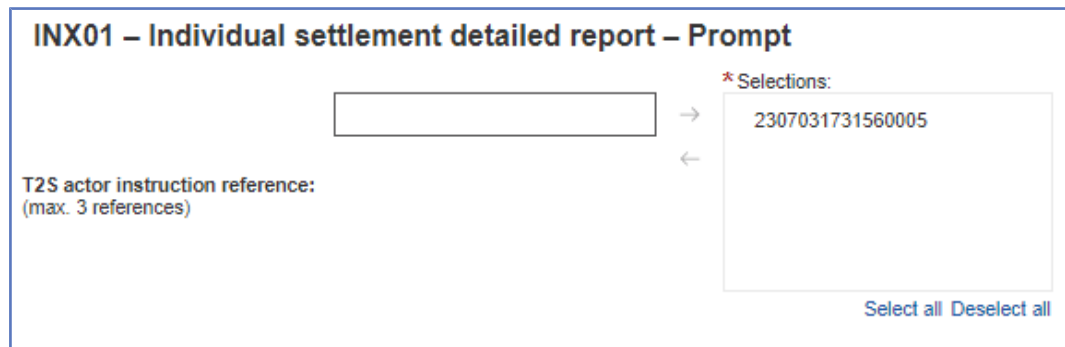 INX01 – Individual settlement detailed report – Prompt
* Selections:
2307031731560005
T2S actor instruction reference:
(max. 3 references)
Select all Deselect all